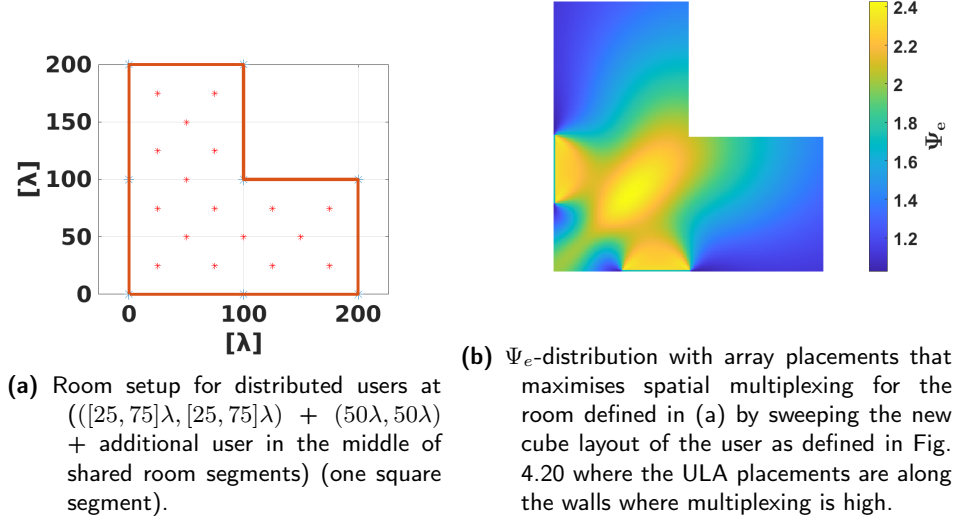 200
150
100
50
0
[λ]
0
100
200
[λ]
2.4
2.2
2
1.8
1.6
1.4
1.2
Ψe
(a) Room setup for distributed users at
(([25, 75]λ, [25, 75]λ) + (50λ, 50λ)
+ additional user in the middle of
shared room segments) (one square
segment).
(b) Ψe-distribution with array placements that
maximises spatial multiplexing for the
room defined in (a) by sweeping the new
cube layout of the user as defined in Fig.
4.20 where the ULA placements are along
the walls where multiplexing is high.